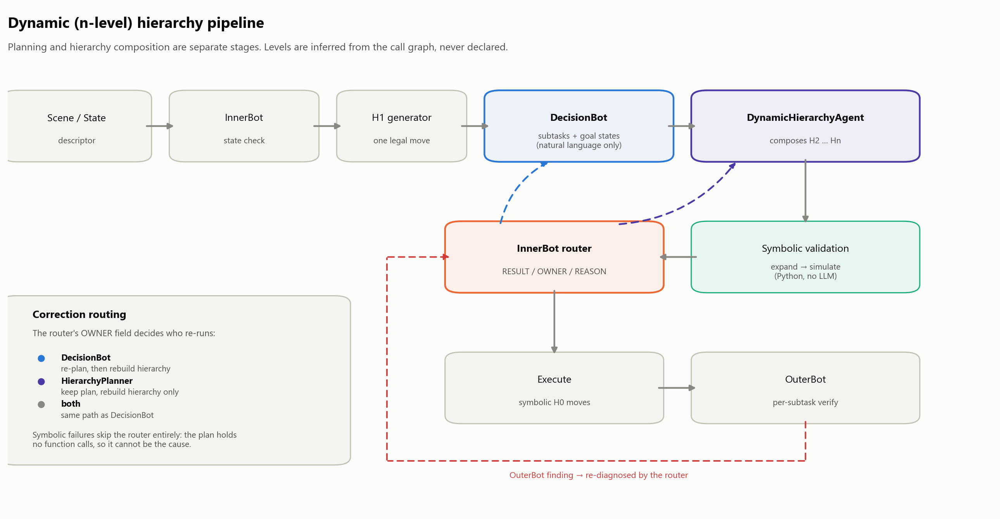 Dynamic (n-level) hierarchy pipeline
Planning and hierarchy composition are separate stages. Levels are inferred from the call graph, never declared.
Scene / State
descriptor
InnerBot
state check
H1 generator
one legal move
DecisionBot
subtasks + goal states
(natural language only)
DynamicHierarchyAgent
composes H2 ... Hn
InnerBot router
RESULT / OWNER / REASON
Symbolic validation
expand → simulate
(Python, no LLM)
Correction routing
The router's OWNER field decides who re-runs:
DecisionBot
re-plan, then rebuild hierarchy
HierarchyPlanner
keep plan, rebuild hierarchy only
both
same path as DecisionBot
Symbolic failures skip the router entirely: the plan holds
no function calls, so it cannot be the cause.
Execute
symbolic H0 moves
OuterBot
per-subtask verify
OuterBot finding → re-diagnosed by the router